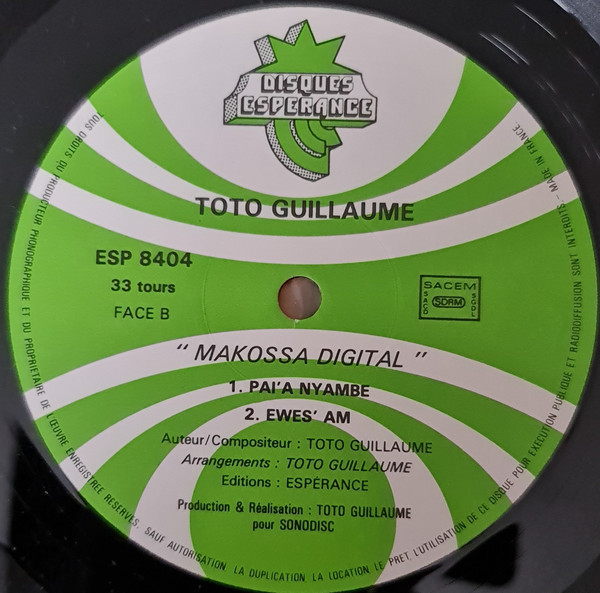 DISQUES
ESPERANCE
TOTO GUILLAUME
ESP 8404
33 tours
FACE B
SACEM
SACD
SDRM
SGDL
" MAKOSSA DIGITAL "
1. PAI'A NYAMBE
2. EWES' AM
Auteur/Compositeur : TOTO GUILLAUME
Arrangements : TOTO GUILLAUME
Editions : ESPÉRANCE
Production & Réalisation : TOTO GUILLAUME
pour SONODISC
TOUS DROITS DU PRODUCTEUR PHONOGRAPHIQUE ET DU PROPRIETAIRE DE L'ŒUVRE ENREGISTREE RESERVES. SAUF AUTORISATION LA DUPLICATION LA LOCATION LE PRET, L'UTILISATION DE CE DISQUE POUR EXECUTION PUBLIQUE ET RADIODIFFUSION SONT INTERDITS - MADE IN FRANCE